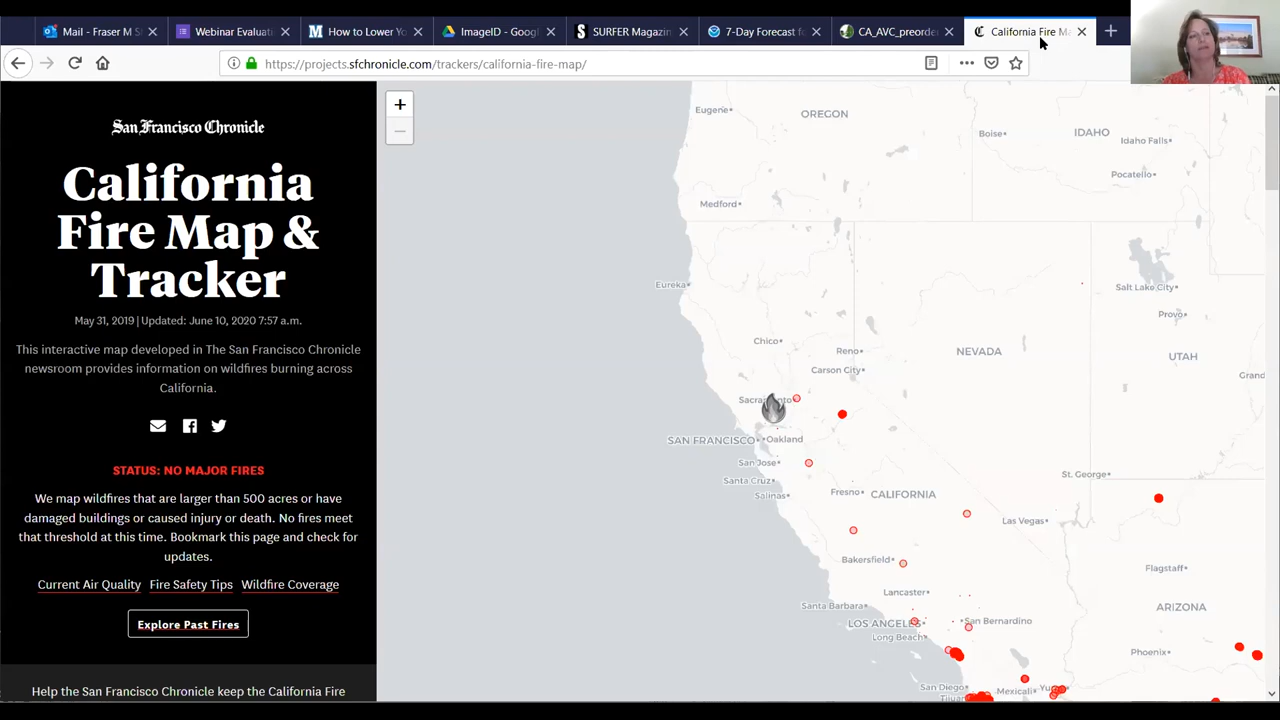 Mail - Fraser M S
Webinar Evaluati
How to Lower Yo
ImageID - Googl
SURFER Magazin
7-Day Forecast fo
CA_AVC_preorder
California Fire Ma
https://projects.sfchronicle.com/trackers/california-fire-map/
San Francisco Chronicle
California
Fire Map &
Tracker
May 31, 2019 | Updated: June 10, 2020 7:57 a.m.
This interactive map developed in The San Francisco Chronicle
newsroom provides information on wildfires burning across
California.
STATUS: NO MAJOR FIRES
We map wildfires that are larger than 500 acres or have
damaged buildings or caused injury or death. No fires meet
that threshold at this time. Bookmark this page and check for
updates.
Current Air Quality Fire Safety Tips Wildfire Coverage
Explore Past Fires
Help the San Francisco Chronicle keep the California Fire
+
−
Eugene
OREGON
Boise
IDAHO
Idaho Falls
Pocatello
Medford
Eureka
Salt Lake City
Provo
Chico
Reno
NEVADA
UTAH
Carson City
Grand
Sacramento
SAN FRANCISCO
Oakland
San Jose
Santa Cruz
Salinas
Fresno
CALIFORNIA
St. George
Las Vegas
Bakersfield
Flagstaff
Lancaster
Santa Barbara
ARIZONA
LOS ANGELES
San Bernardino
Long Beach
Phoenix
San Diego
Mexicali
Yu
Tijuan